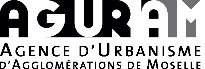 AGURAM
AGENCE D'URBANISME
D'AGGLOMÉRATIONS DE MOSELLE